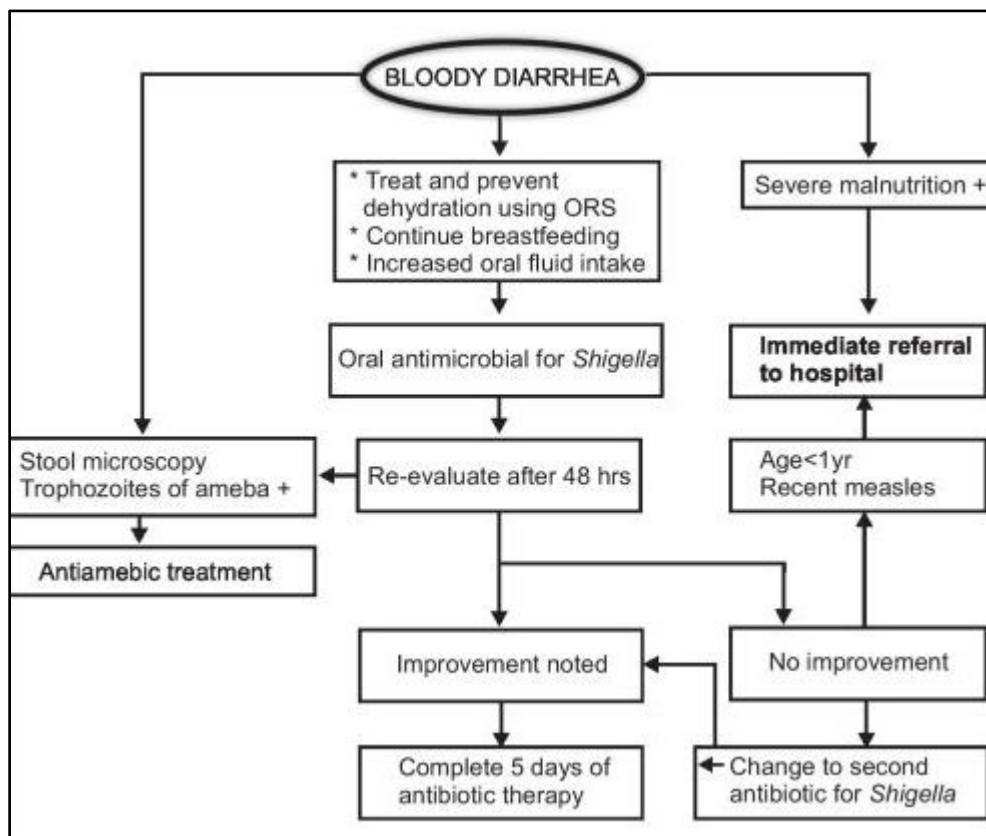 BLOODY DIARRHEA
* Treat and prevent
dehydration using ORS
* Continue breastfeeding
* Increased oral fluid intake
Severe malnutrition +
Oral antimicrobial for Shigella
Immediate referral
to hospital
Stool microscopy
Trophozoites of ameba +
Re-evaluate after 48 hrs
Age<1yr
Recent measles
Antiamebic treatment
Improvement noted
No improvement
Complete 5 days of
antibiotic therapy
Change to second
antibiotic for Shigella